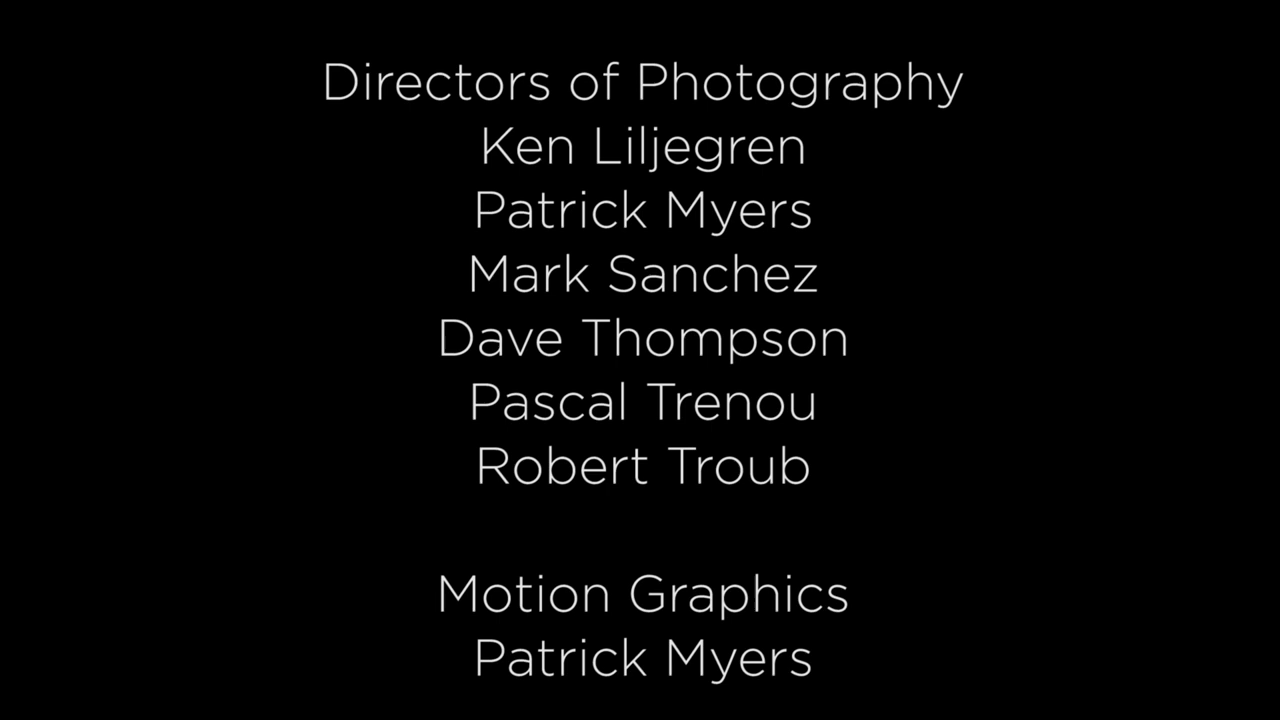 Directors of Photography
Ken Liljegren
Patrick Myers
Mark Sanchez
Dave Thompson
Pascal Trenou
Robert Troub
Motion Graphics
Patrick Myers